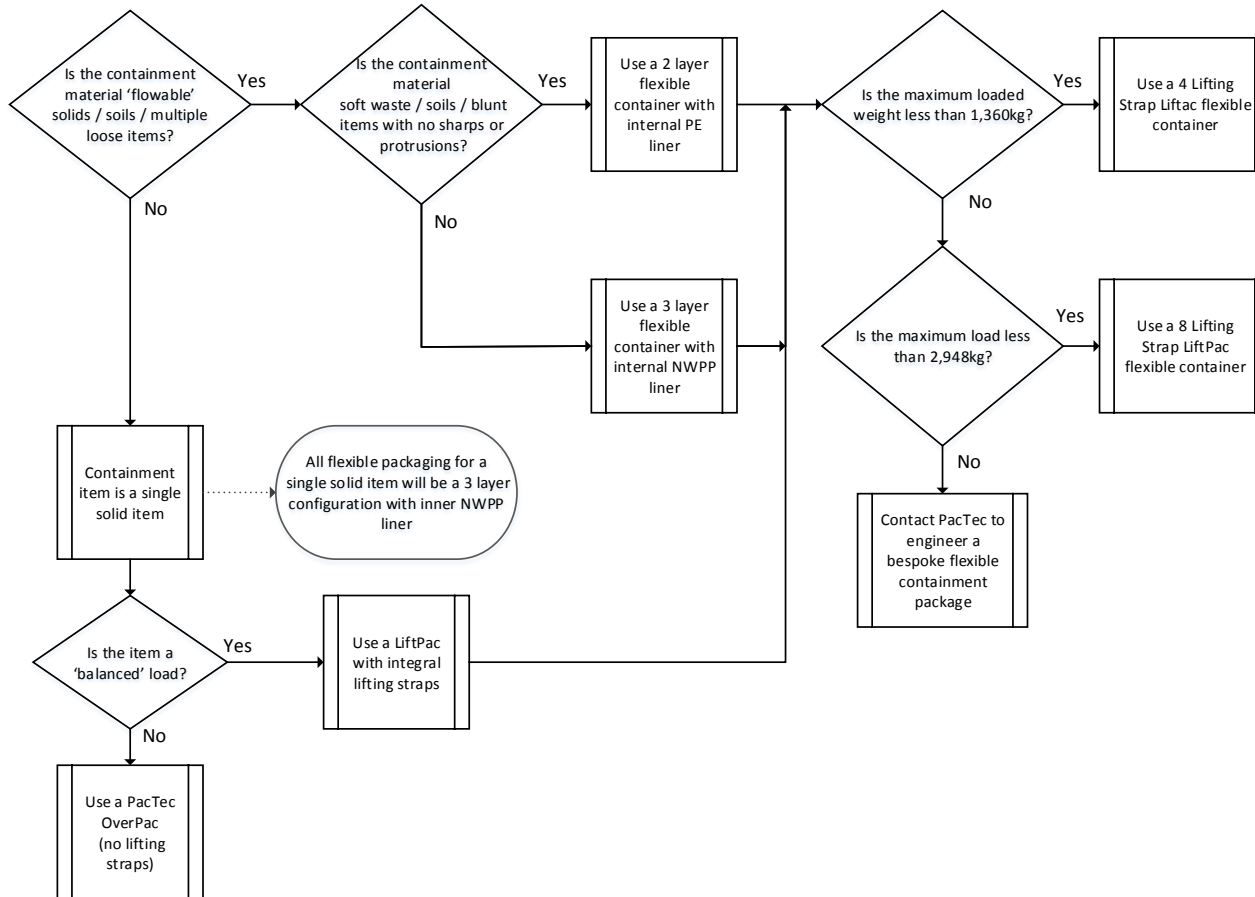 Is the containment
material ‘flowable’
solids / soils / multiple
loose items?
Yes
No
Is the containment
material
soft waste / soils / blunt
items with no sharps or
protrusions?
Yes
No
Use a 2 layer
flexible
container with
internal PE
liner
Is the maximum loaded
weight less than 1,360kg?
Yes
No
Use a 4 Lifting
Strap Liftac flexible
container
Use a 3 layer
flexible
container with
internal NWPP
liner
Is the maximum load less
than 2,948kg?
Yes
No
Use a 8 Lifting
Strap LiftPac
flexible container
Containment
item is a single
solid item
All flexible packaging for a
single solid item will be a 3 layer
configuration with inner NWPP
liner
Contact PacTec to
engineer a
bespoke flexible
containment
package
Is the item a
‘balanced’ load?
Yes
No
Use a LiftPac
with integral
lifting straps
Use a PacTec
OverPac
(no lifting
straps)